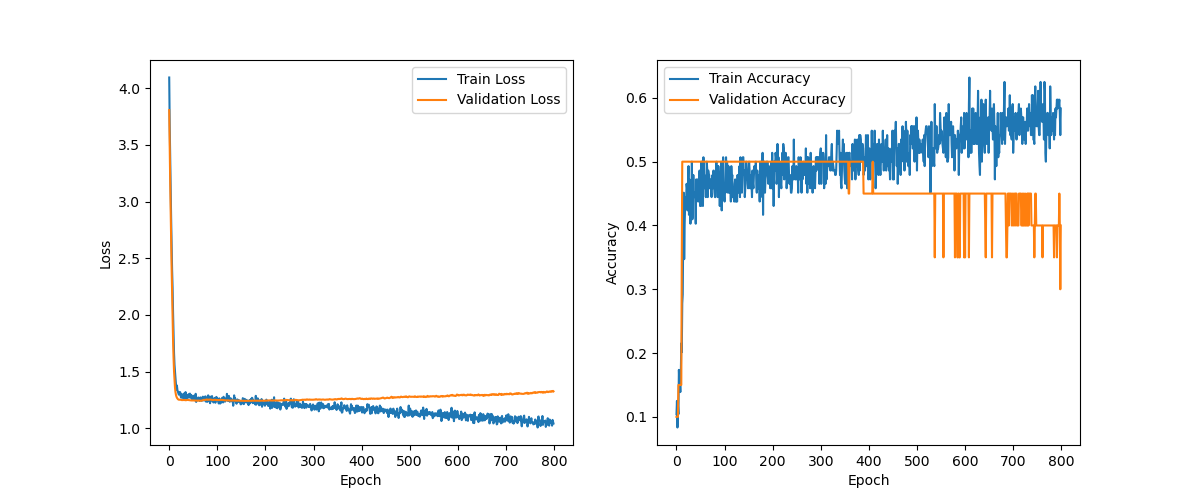 4.0
3.5
3.0
2.5
2.0
1.5
1.0
Loss
0 100 200 300 400 500 600 700 800
Epoch
Train Loss
Validation Loss
0.6
0.5
0.4
0.3
0.2
0.1
Accuracy
0 100 200 300 400 500 600 700 800
Epoch
Train Accuracy
Validation Accuracy